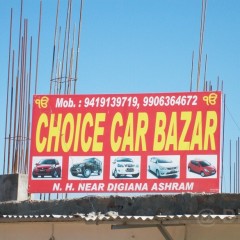 ੴ Mob. : 9419139719, 9906364672 ੴ
CHOICE CAR BAZAR
N. H. NEAR DIGIANA ASHRAM